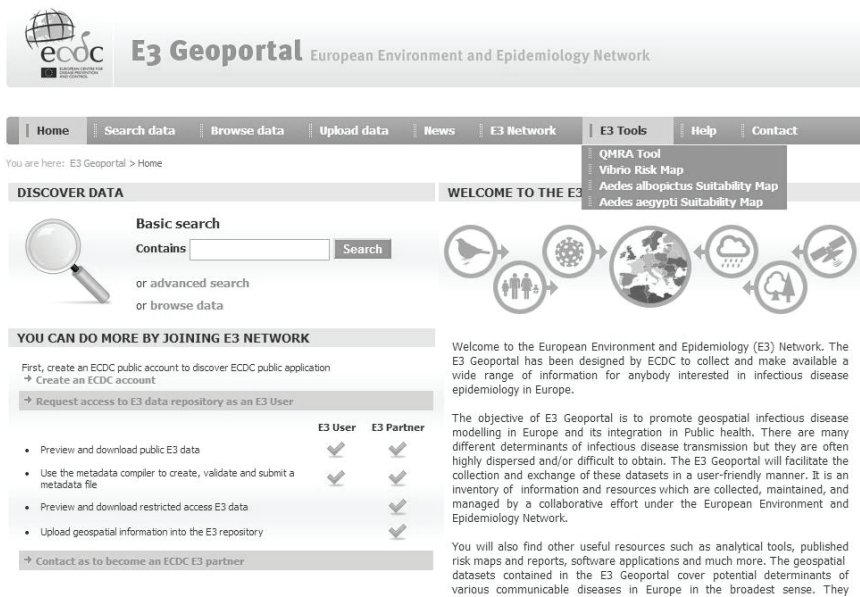 ecdc
EUROPEAN CENTRE FOR
DISEASE PREVENTION
AND CONTROL
E3 Geoportal European Environment and Epidemiology Network
Home Search data Browse data Upload data News E3 Network E3 Tools Help Contact
QMRA Tool
Vibrio Risk Map
Aedes albopictus Suitability Map
Aedes aegypti Suitability Map
You are here: E3 Geoportal > Home
DISCOVER DATA
Basic search
Contains Search
or advanced search
or browse data
YOU CAN DO MORE BY JOINING E3 NETWORK
First, create an ECDC public account to discover ECDC public application
→ Create an ECDC account
→ Request access to E3 data repository as an E3 User
E3 User E3 Partner
• Preview and download public E3 data
• Use the metadata compiler to create, validate and submit a
metadata file
• Preview and download restricted access E3 data
• Upload geospatial information into the E3 repository
→ Contact as to become an ECDC E3 partner
WELCOME TO THE E3
Welcome to the European Environment and Epidemiology (E3) Network. The
E3 Geoportal has been designed by ECDC to collect and make available a
wide range of information for anybody interested in infectious disease
epidemiology in Europe.
The objective of E3 Geoportal is to promote geospatial infectious disease
modelling in Europe and its integration in Public health. There are many
different determinants of infectious disease transmission but they are often
highly dispersed and/or difficult to obtain. The E3 Geoportal will facilitate the
collection and exchange of these datasets in a user-friendly manner. It is an
inventory of information and resources which are collected, maintained, and
managed by a collaborative effort under the European Environment and
Epidemiology Network.
You will also find other useful resources such as analytical tools, published
risk maps and reports, software applications and much more. The geospatial
datasets contained in the E3 Geoportal cover potential determinants of
various communicable diseases in Europe in the broadest sense. They